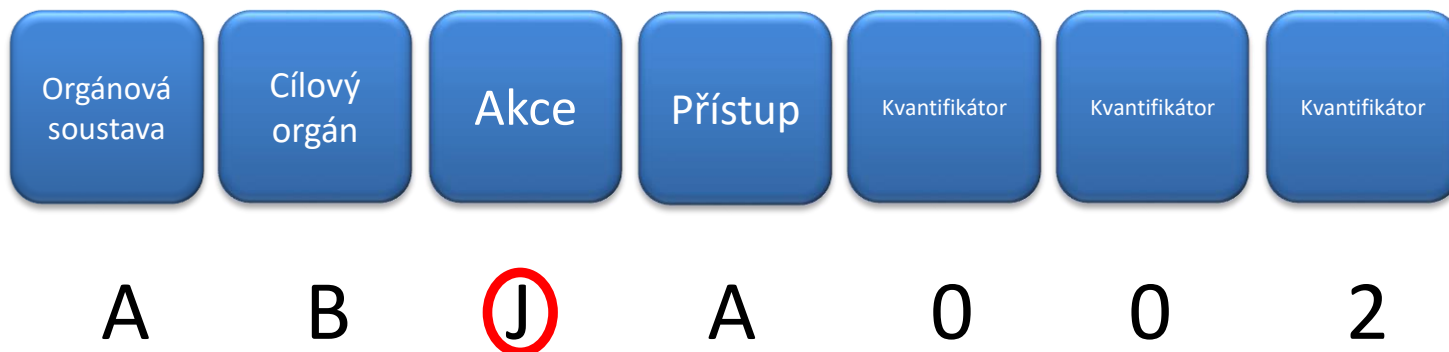 Orgánová
soustava
Cílový
orgán
Akce
Přístup
Kvantifikátor
Kvantifikátor
Kvantifikátor
A B J A 0 0 2